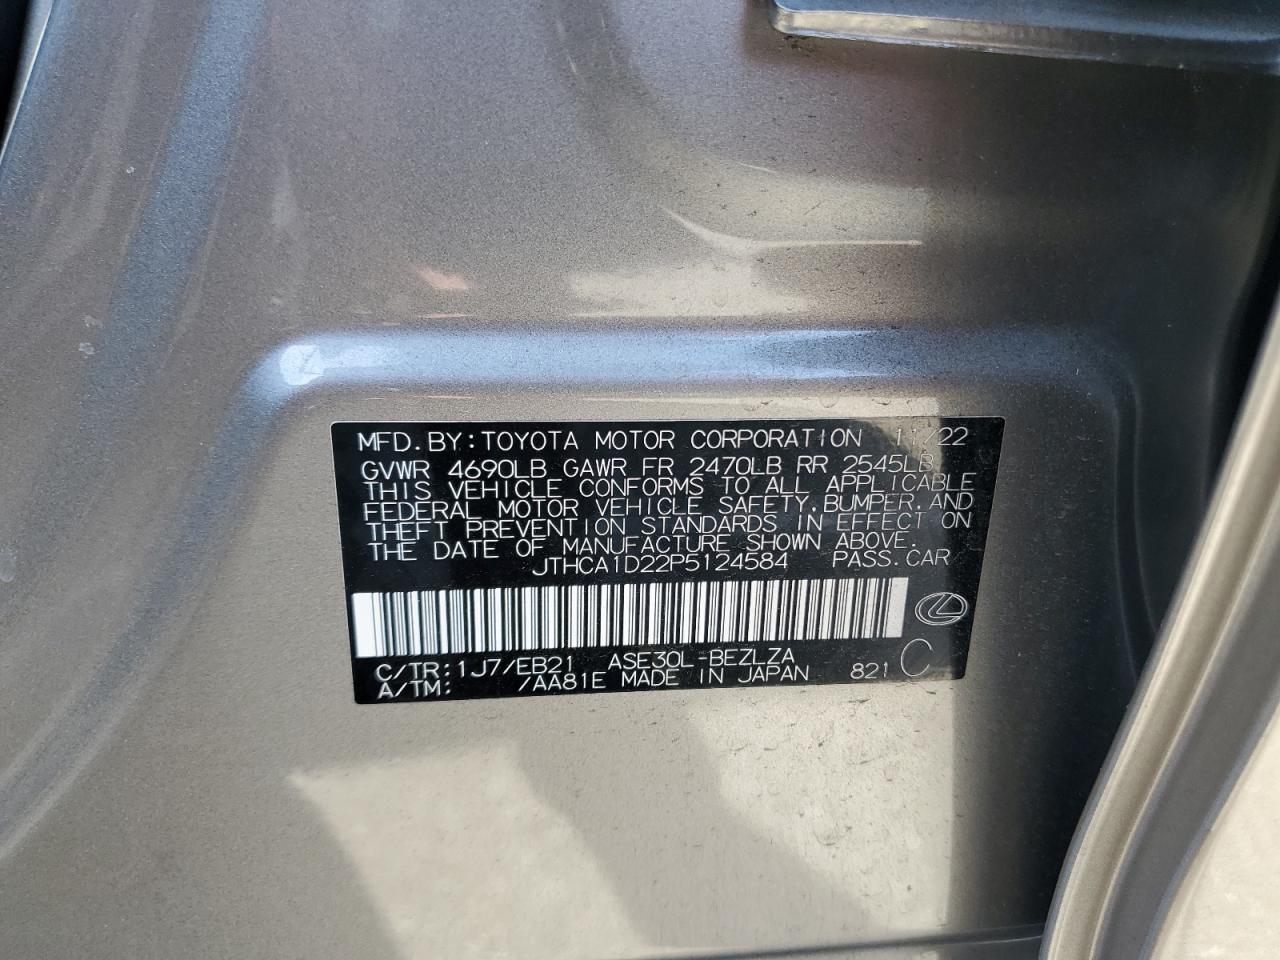 MFD. BY: TOYOTA MOTOR CORPORATION 11/22
GVWR 4690LB GAWR FR 2470LB RR 2545LB
THIS VEHICLE CONFORMS TO ALL APPLICABLE
FEDERAL MOTOR VEHICLE SAFETY, BUMPER, AND
THEFT PREVENTION STANDARDS IN EFFECT ON
THE DATE OF MANUFACTURE SHOWN ABOVE.
JTHCA1D22P5124584 PASS. CAR
C/TR: 1J7/EB21 ASE30L-BEZLZA
A/TM: /AA81E MADE IN JAPAN 821 C